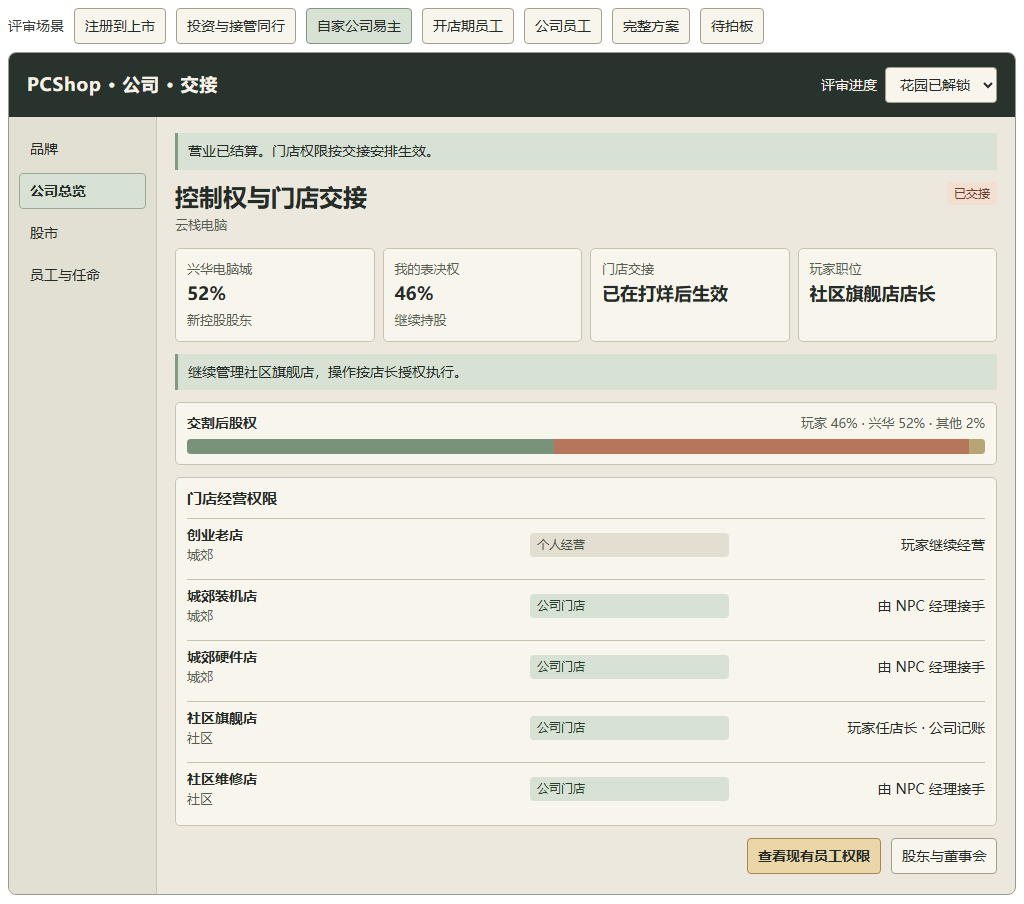 评审场景 注册到上市 投资与接管同行 自家公司易主 开店期员工 公司员工 完整方案 待拍板
PCShop · 公司 · 交接 评审进度 花园已解锁
品牌
公司总览
股市
员工与任命
营业已结算。门店权限按交接安排生效。
控制权与门店交接 已交接
云栈电脑
兴华电脑城
52%
新控股股东
我的表决权
46%
继续持股
门店交接
已在打烊后生效
玩家职位
社区旗舰店店长
继续管理社区旗舰店，操作按店长授权执行。
交割后股权 玩家 46% · 兴华 52% · 其他 2%
门店经营权限
创业老店
城郊
个人经营
玩家继续经营
城郊装机店
城郊
公司门店
由 NPC 经理接手
城郊硬件店
城郊
公司门店
由 NPC 经理接手
社区旗舰店
社区
公司门店
玩家任店长 · 公司记账
社区维修店
社区
公司门店
由 NPC 经理接手
查看现有员工权限 股东与董事会